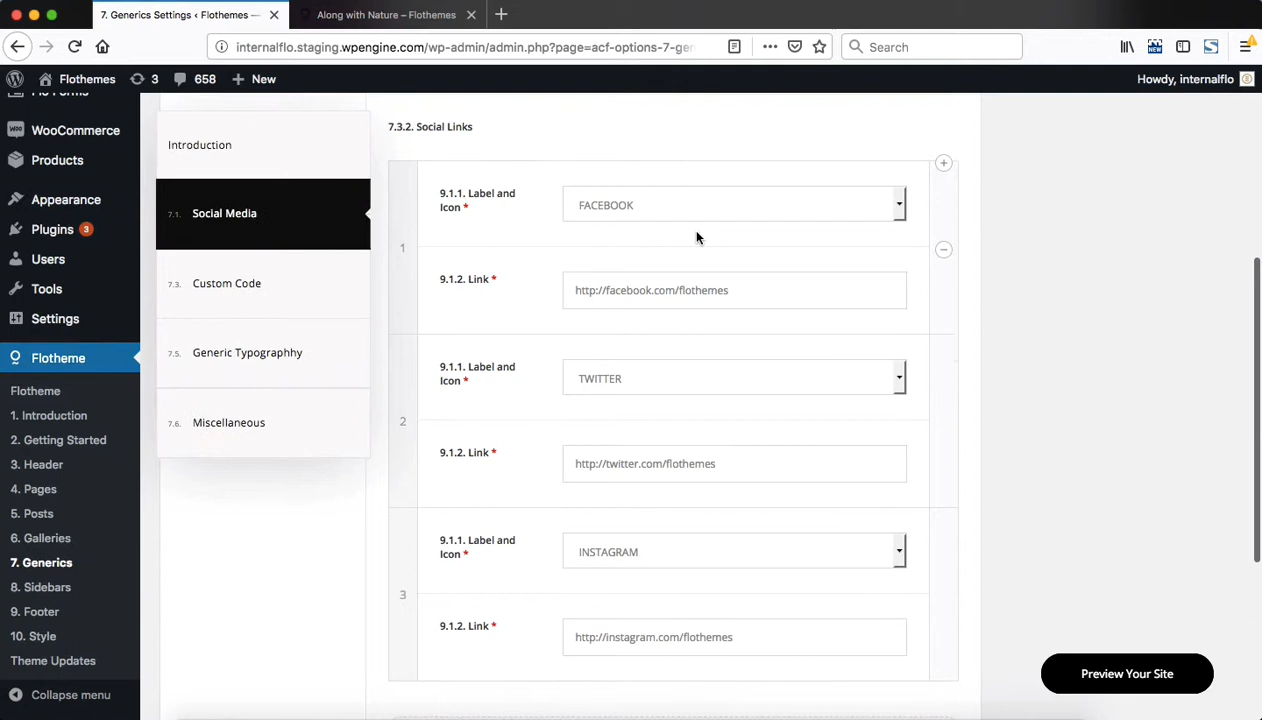 7. Generics Settings ‹ Flothemes —
Along with Nature – Flothemes
internalflo.staging.wpengine.com/wp-admin/admin.php?page=acf-options-7-gen
Search
NEW
Flothemes
3
658
New
Howdy, internalflo
WooCommerce
Products
Appearance
Plugins 3
Users
Tools
Settings
Flotheme
Flotheme
1. Introduction
2. Getting Started
3. Header
4. Pages
5. Posts
6. Galleries
7. Generics
8. Sidebars
9. Footer
10. Style
Theme Updates
Collapse menu
Introduction
7.1. Social Media
7.3. Custom Code
7.5. Generic Typographhy
7.6. Miscellaneous
7.3.2. Social Links
1
9.1.1. Label and
Icon *
FACEBOOK
9.1.2. Link *
http://facebook.com/flothemes
2
9.1.1. Label and
Icon *
TWITTER
9.1.2. Link *
http://twitter.com/flothemes
3
9.1.1. Label and
Icon *
INSTAGRAM
9.1.2. Link *
http://instagram.com/flothemes
Preview Your Site